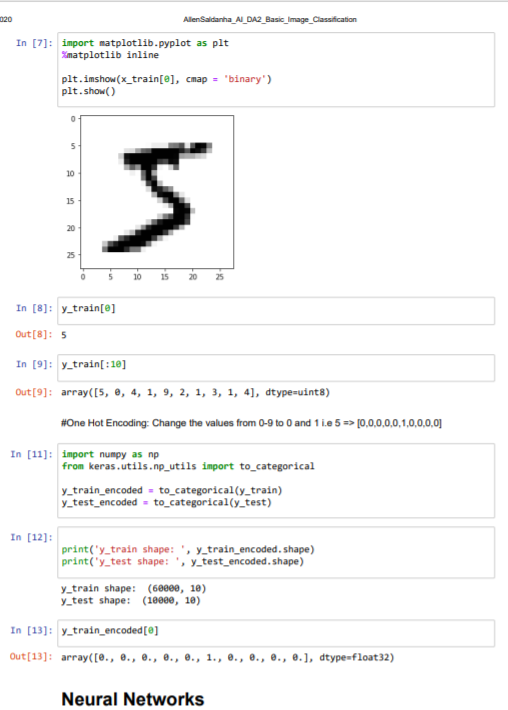 020 AllenSaldanha_AI_DA2_Basic_Image_Classification
In [7]: import matplotlib.pyplot as plt
%matplotlib inline
plt.imshow(x_train[0], cmap = 'binary')
plt.show()
0
5
10
15
20
25
0 5 10 15 20 25
In [8]: y_train[0]
Out[8]: 5
In [9]: y_train[:10]
Out[9]: array([5, 0, 4, 1, 9, 2, 1, 3, 1, 4], dtype=uint8)
#One Hot Encoding: Change the values from 0-9 to 0 and 1 i.e 5 => [0,0,0,0,0,1,0,0,0,0]
In [11]: import numpy as np
from keras.utils.np_utils import to_categorical
y_train_encoded = to_categorical(y_train)
y_test_encoded = to_categorical(y_test)
In [12]:
print('y_train shape: ', y_train_encoded.shape)
print('y_test shape: ', y_test_encoded.shape)
y_train shape:  (60000, 10)
y_test shape:  (10000, 10)
In [13]: y_train_encoded[0]
Out[13]: array([0., 0., 0., 0., 0., 1., 0., 0., 0., 0.], dtype=float32)
Neural Networks